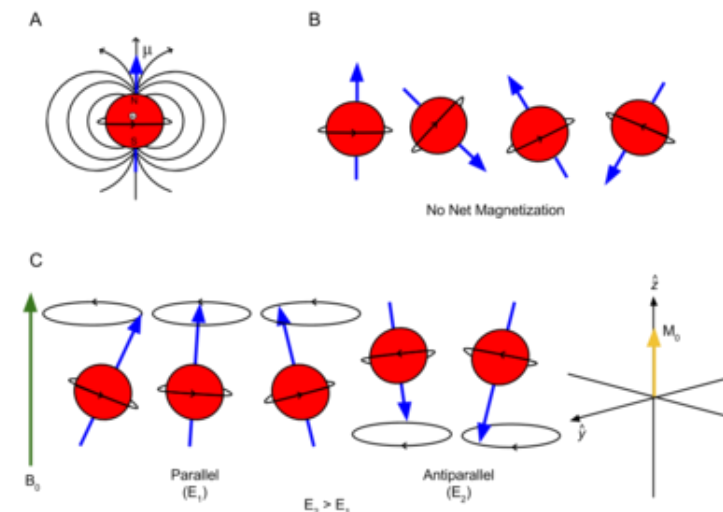 A
μ
N
S
B
No Net Magnetization
C
ẑ
M₀
ŷ
B₀
Parallel
(E₁)
Antiparallel
(E₂)